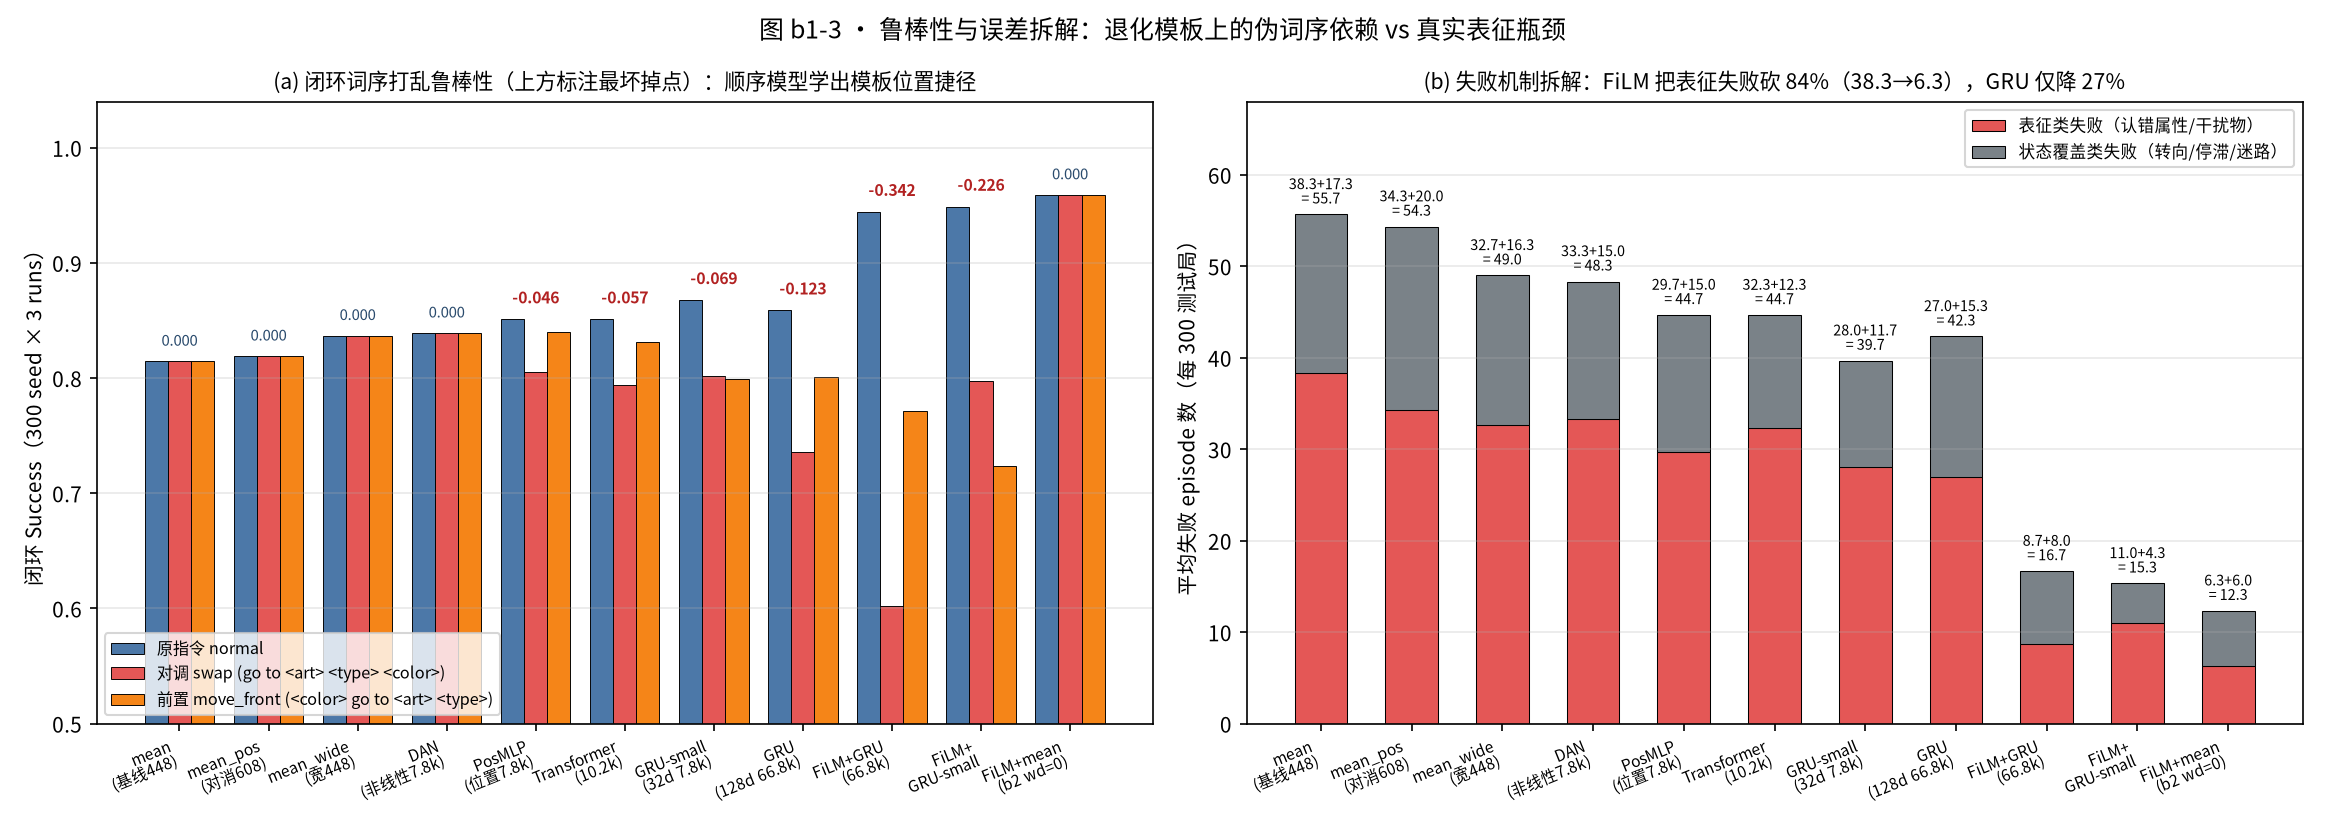 图 b1-3 · 鲁棒性与误差拆解：退化模板上的伪词序依赖 vs 真实表征瓶颈
(a) 闭环词序打乱鲁棒性（上方标注最坏掉点）：顺序模型学出模板位置捷径
闭环 Success（300 seed × 3 runs）
1.0
0.9
0.8
0.7
0.6
0.5
0.000
0.000
0.000
0.000
-0.046
-0.057
-0.069
-0.123
-0.342
-0.226
0.000
原指令 normal
对调 swap (go to <art> <type> <color>)
前置 move_front (<color> go to <art> <type>)
mean
(基线448)
mean_pos
(对消608)
mean_wide
(宽448)
DAN
(非线性7.8k)
PosMLP
(位置7.8k)
Transformer
(10.2k)
GRU-small
(32d 7.8k)
GRU
(128d 66.8k)
FiLM+GRU
(66.8k)
FiLM+
GRU-small
FiLM+mean
(b2 wd=0)
(b) 失败机制拆解：FiLM 把表征失败砍 84%（38.3→6.3），GRU 仅降 27%
平均失败 episode 数（每 300 测试局）
60
50
40
30
20
10
0
表征类失败（认错属性/干扰物）
状态覆盖类失败（转向/停滞/迷路）
38.3+17.3
=55.7
34.3+20.0
=54.3
32.7+16.3
=49.0
33.3+15.0
=48.3
29.7+15.0
=44.7
32.3+12.3
=44.7
28.0+11.7
=39.7
27.0+15.3
=42.3
8.7+8.0
=16.7
11.0+4.3
=15.3
6.3+6.0
=12.3
mean
(基线448)
mean_pos
(对消608)
mean_wide
(宽448)
DAN
(非线性7.8k)
PosMLP
(位置7.8k)
Transformer
(10.2k)
GRU-small
(32d 7.8k)
GRU
(128d 66.8k)
FiLM+GRU
(66.8k)
FiLM+
GRU-small
FiLM+mean
(b2 wd=0)